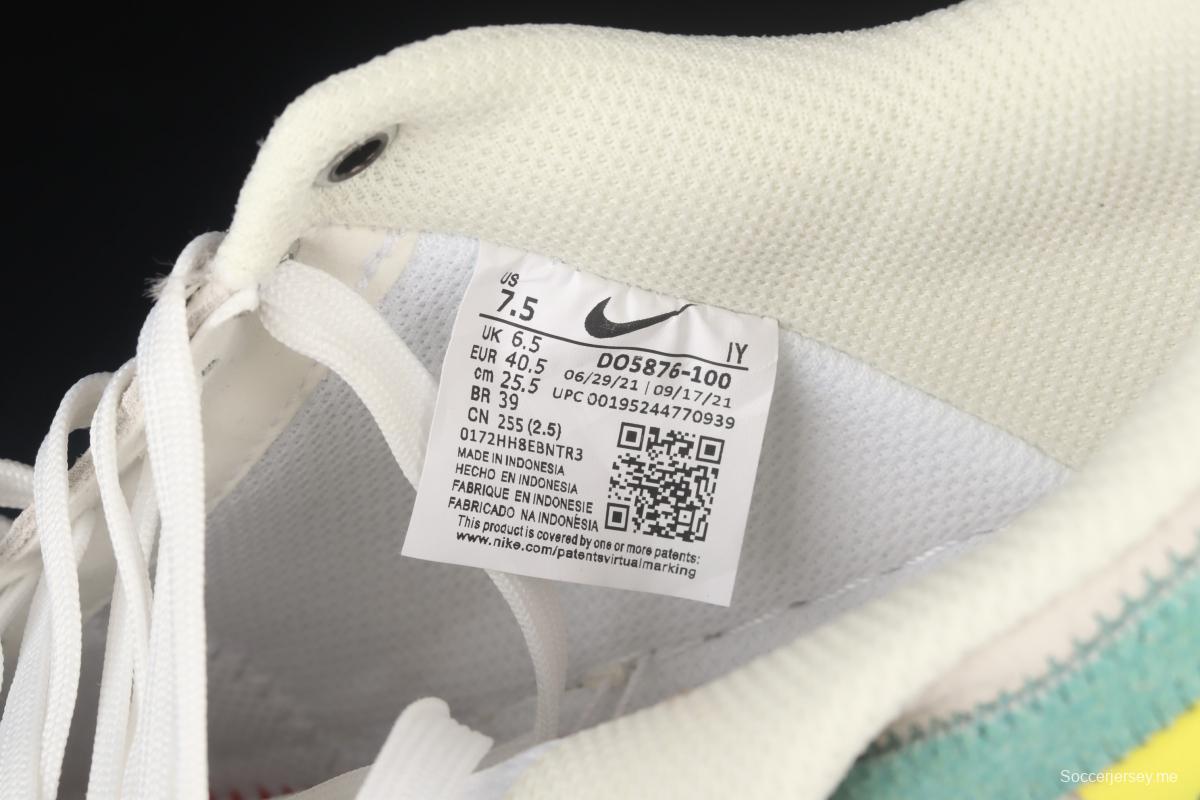 US
7.5
IY
UK 6.5
EUR 40.5
cm 25.5
BR 39
CN 255 (2.5)
DO5876-100
06/29/21 | 09/17/21
UPC 00195244770939
0172HH8EBNTR3
MADE IN INDONESIA
HECHO EN INDONESIA
FABRIQUE EN INDONESIE
FABRICADO NA INDONÉSIA
This product is covered by one or more patents:
www.nike.com/patentsvirtualmarking
Soccerjersey.me